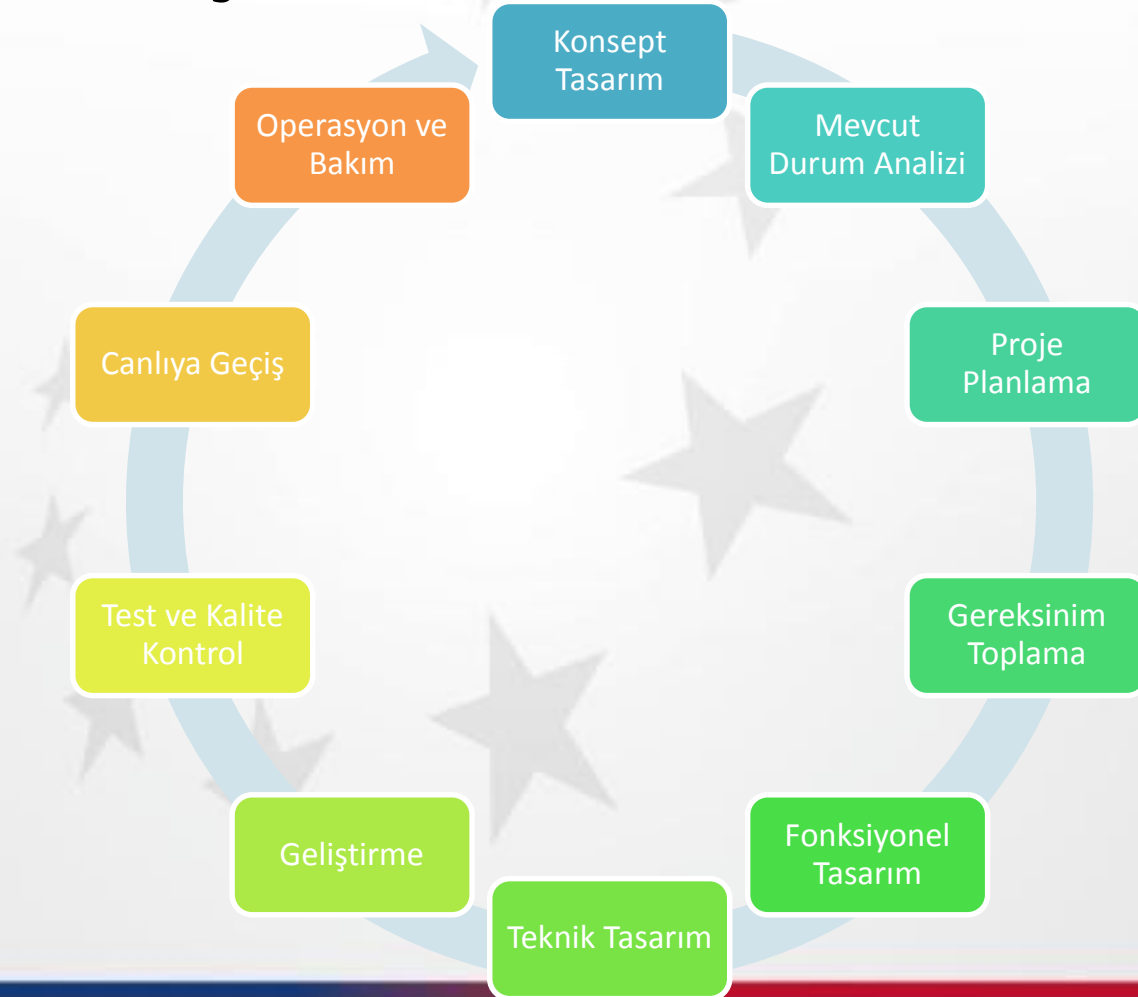 Konsept
Tasarım
Mevcut
Durum Analizi
Proje
Planlama
Gereksinim
Toplama
Fonksiyonel
Tasarım
Teknik Tasarım
Geliştirme
Test ve Kalite
Kontrol
Canlıya Geçiş
Operasyon ve
Bakım